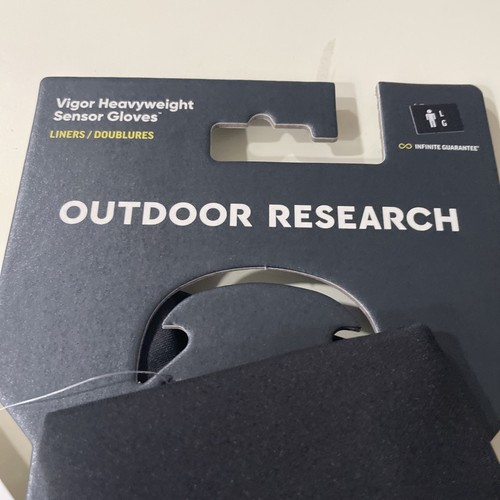 Vigor Heavyweight
Sensor Gloves™
LINERS / DOUBLURES
L
G
INFINITE GUARANTEE®
OUTDOOR RESEARCH